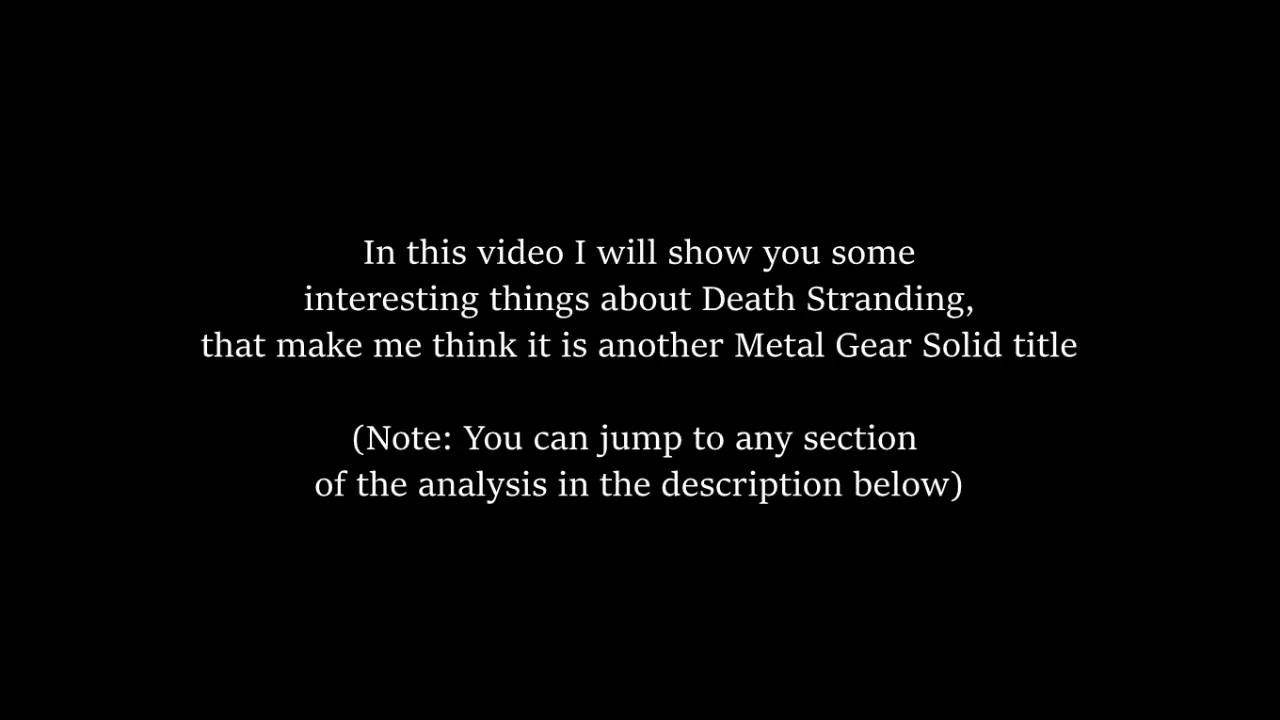 In this video I will show you some
interesting things about Death Stranding,
that make me think it is another Metal Gear Solid title
(Note: You can jump to any section
of the analysis in the description below)